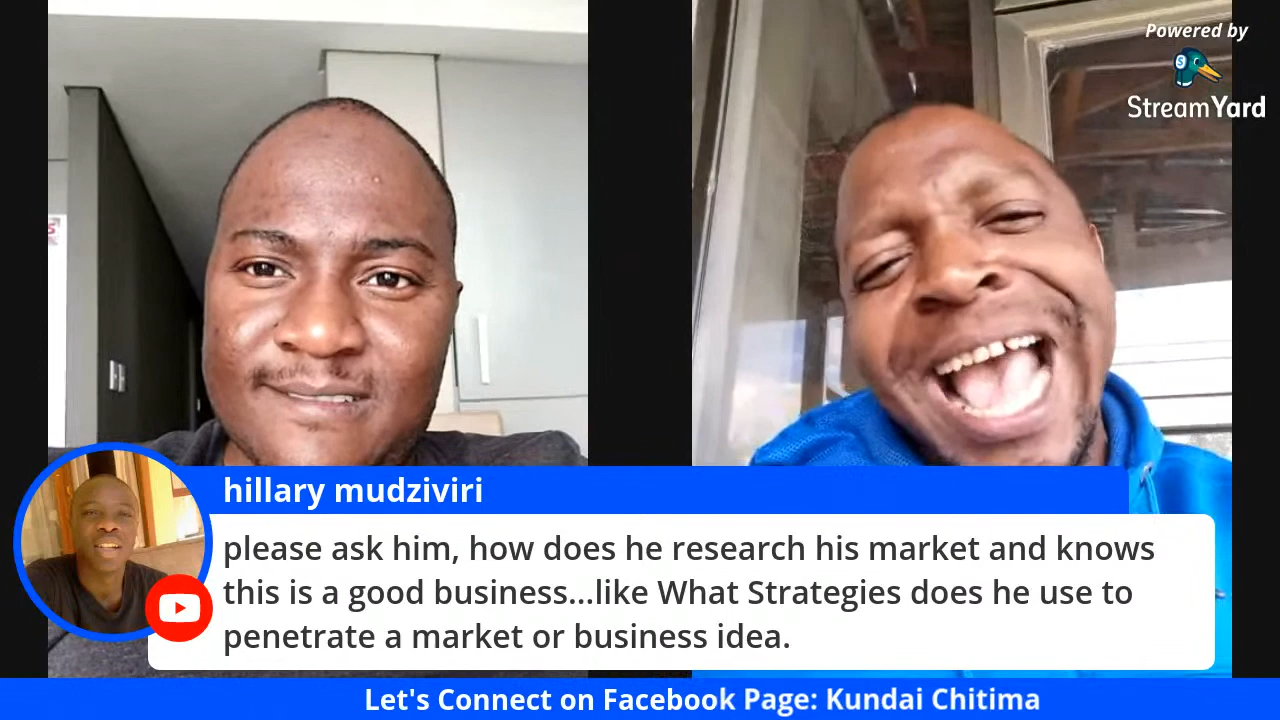 Powered by
StreamYard
hillary mudziviri
please ask him, how does he research his market and knows
this is a good business...like What Strategies does he use to
penetrate a market or business idea.
Let's Connect on Facebook Page: Kundai Chitima